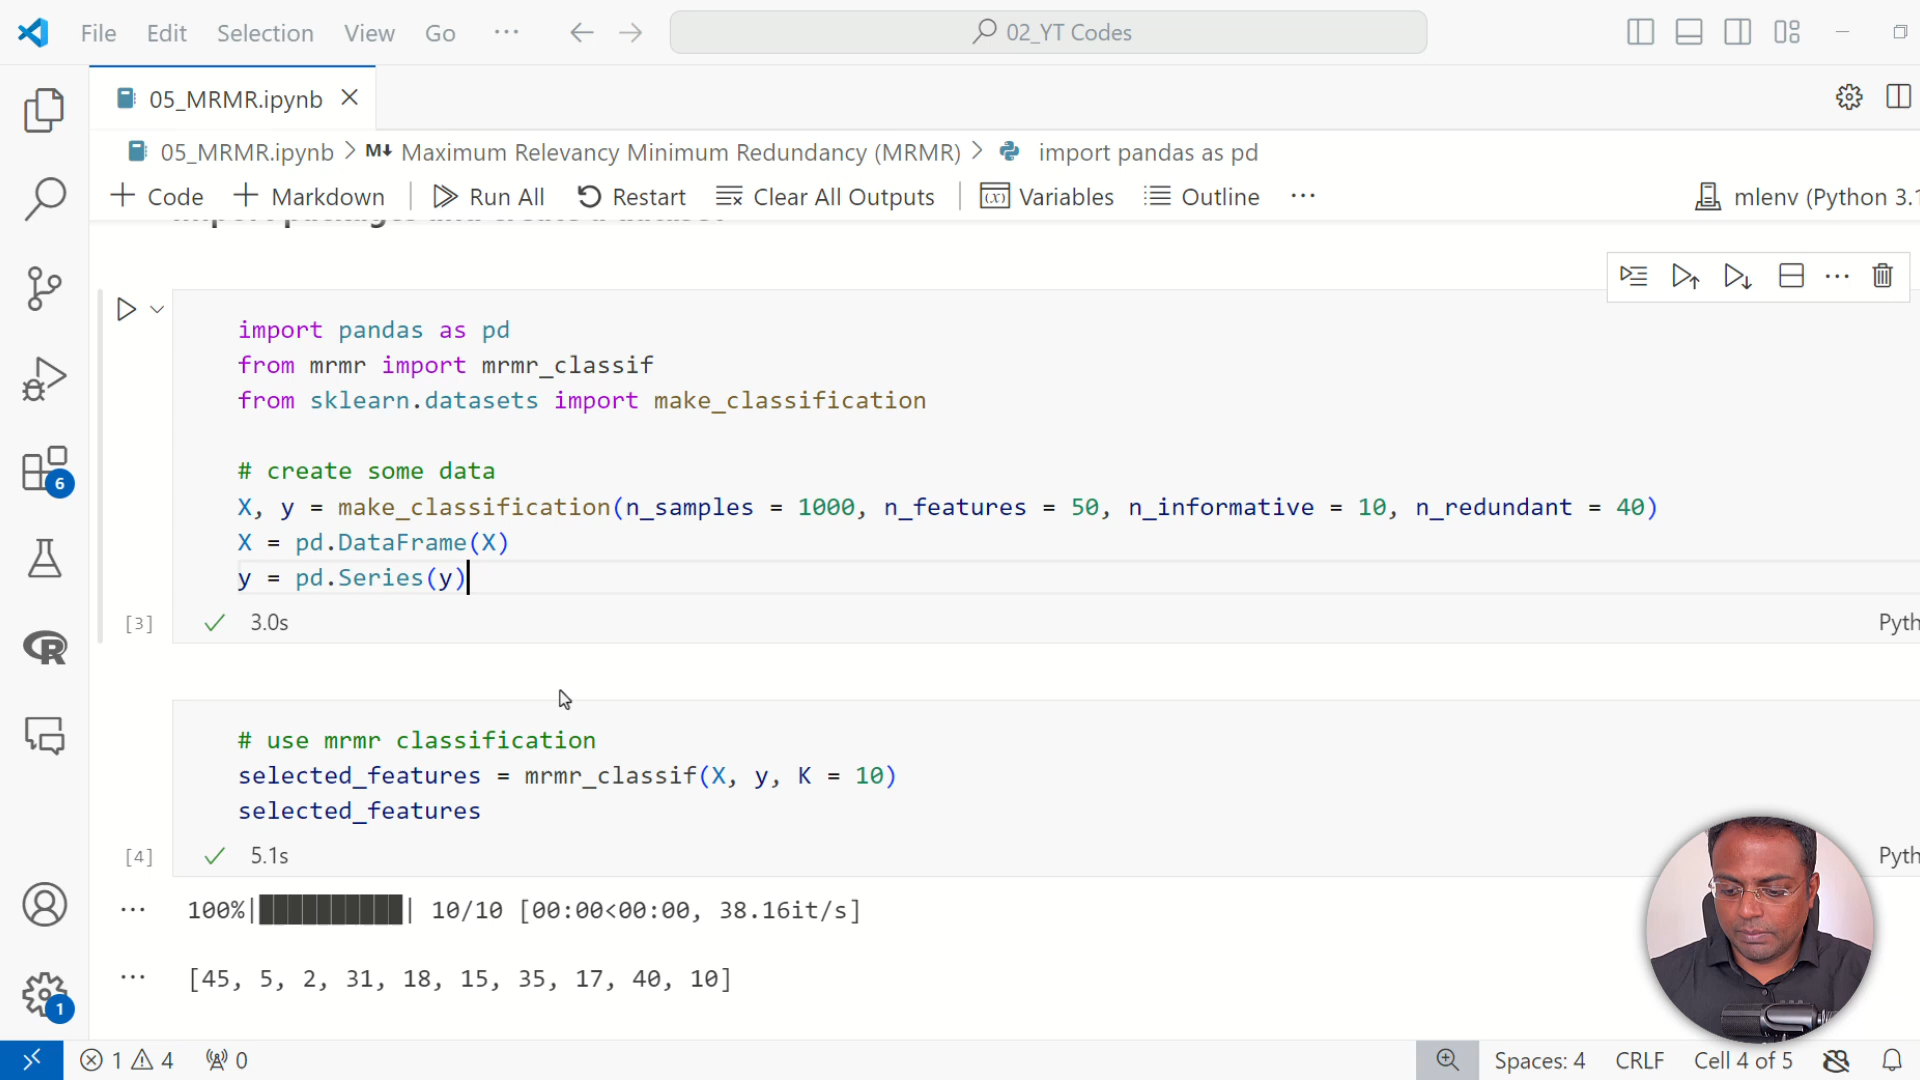 File Edit Selection View Go ··· 02_YT Codes
05_MRMR.ipynb
05_MRMR.ipynb > M↓ Maximum Relevancy Minimum Redundancy (MRMR) > import pandas as pd
+ Code + Markdown Run All Restart Clear All Outputs Variables Outline ··· mlenv (Python 3.1
import pandas as pd
from mrmr import mrmr_classif
from sklearn.datasets import make_classification
# create some data
X, y = make_classification(n_samples = 1000, n_features = 50, n_informative = 10, n_redundant = 40)
X = pd.DataFrame(X)
y = pd.Series(y)
[3] 3.0s Pyth
# use mrmr classification
selected_features = mrmr_classif(X, y, K = 10)
selected_features
[4] 5.1s Pyth
100%|██████████| 10/10 [00:00<00:00, 38.16it/s]
[45, 5, 2, 31, 18, 15, 35, 17, 40, 10]
6
R
1
1 4 0 Spaces: 4 CRLF Cell 4 of 5